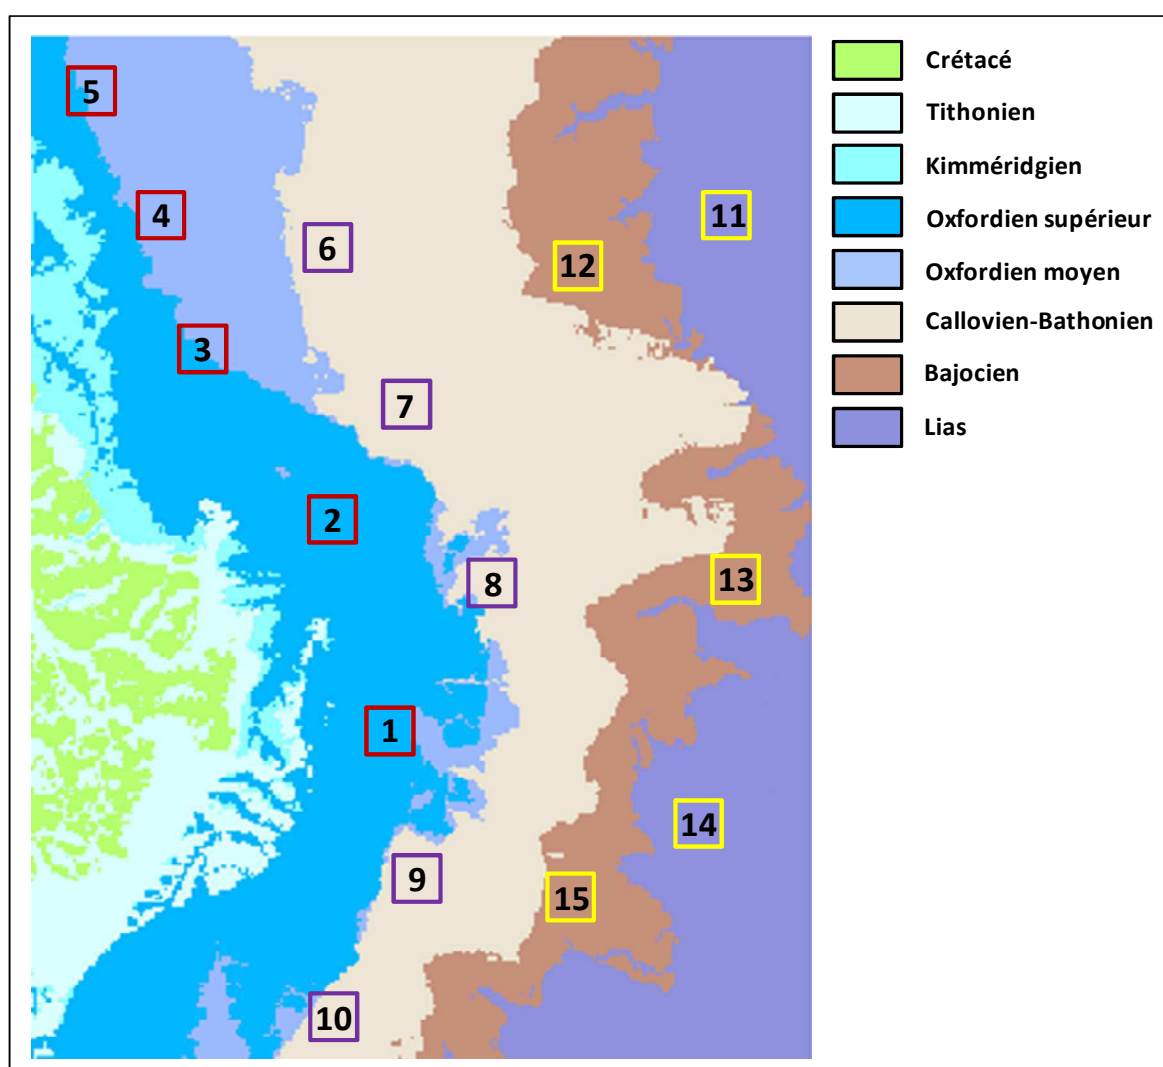 5
4
3
2
1
6
7
8
9
10
11
12
13
14
15
Crétacé
Tithonien
Kimméridgien
Oxfordien supérieur
Oxfordien moyen
Callovien-Bathonien
Bajocien
Lias